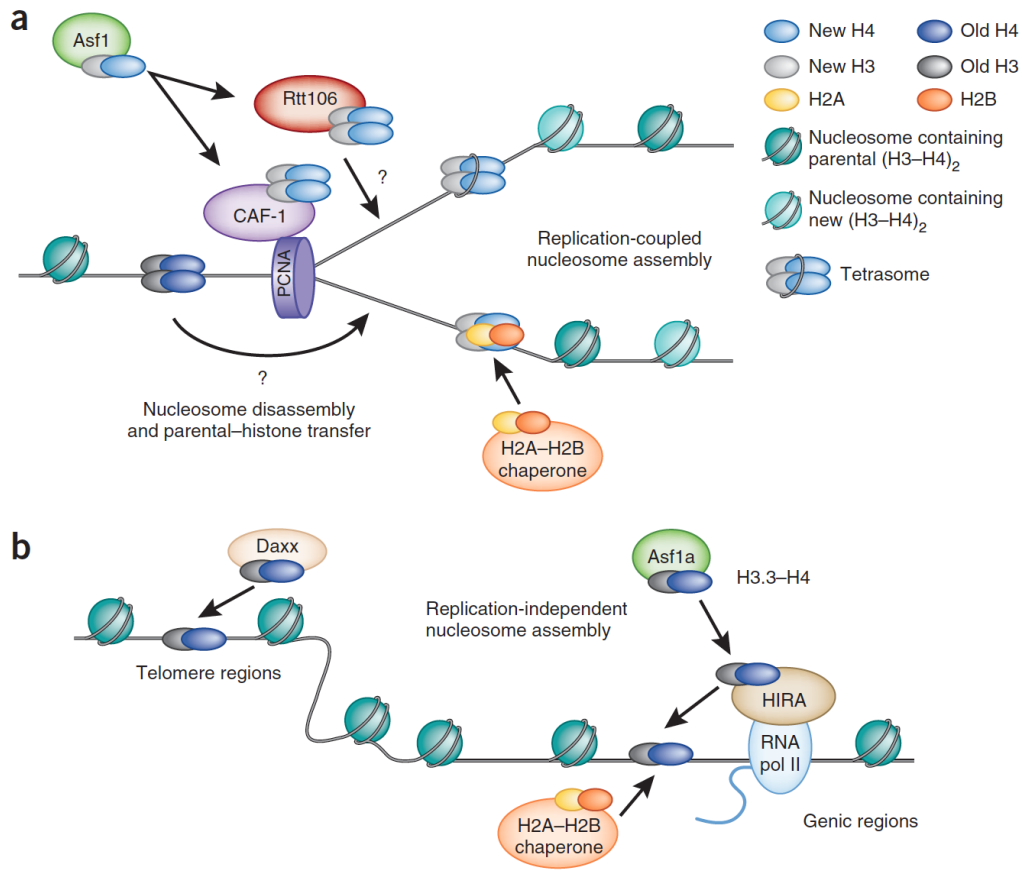 a
Asf1
Rtt106
?
CAF-1
PCNA
Replication-coupled
nucleosome assembly
?
Nucleosome disassembly
and parental–histone transfer
H2A–H2B
chaperone
New H4
Old H4
New H3
Old H3
H2A
H2B
Nucleosome containing
parental (H3–H4)₂
Nucleosome containing
new (H3–H4)₂
Tetrasome
b
Daxx
Telomere regions
Replication-independent
nucleosome assembly
Asf1a
H3.3–H4
HIRA
RNA
pol II
H2A–H2B
chaperone
Genic regions